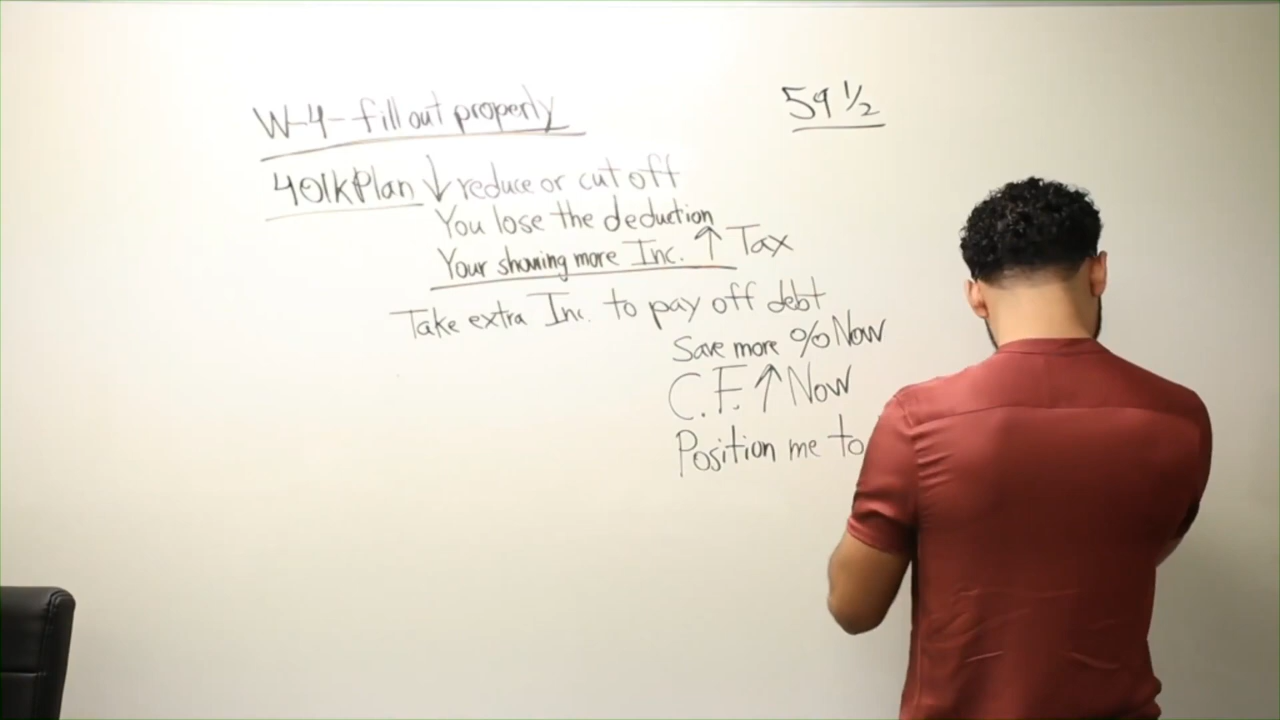 W-4- fill out properly
59 1/2
401k Plan ↓ reduce or cut off
You lose the deduction
Your showing more Inc. ↑ Tax
Take extra Inc. to pay off debt
Save more % Now
C.F. ↑ Now
Position me to